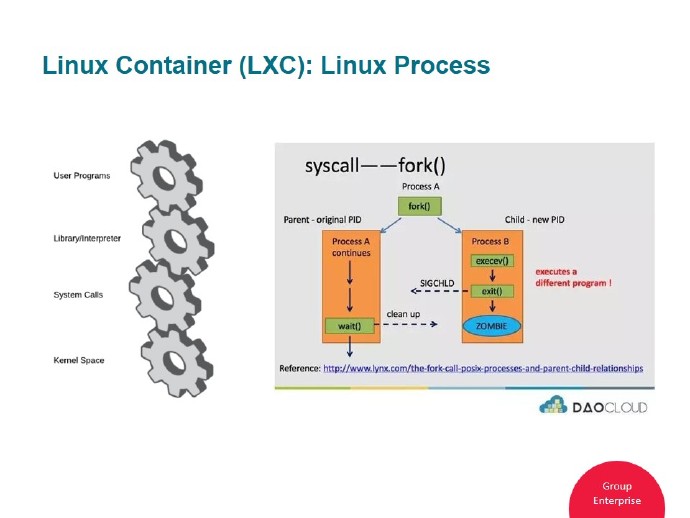 Linux Container (LXC): Linux Process
User Programs
Library/Interpreter
System Calls
Kernel Space
syscall——fork()
Process A
fork()
Parent - original PID
Child - new PID
Process A
continues
Process B
execev()
executes a
different program !
SIGCHLD
exit()
clean up
wait()
ZOMBIE
Reference: http://www.lynx.com/the-fork-call-posix-processes-and-parent-child-relationships
DAOCLOUD
Group
Enterprise